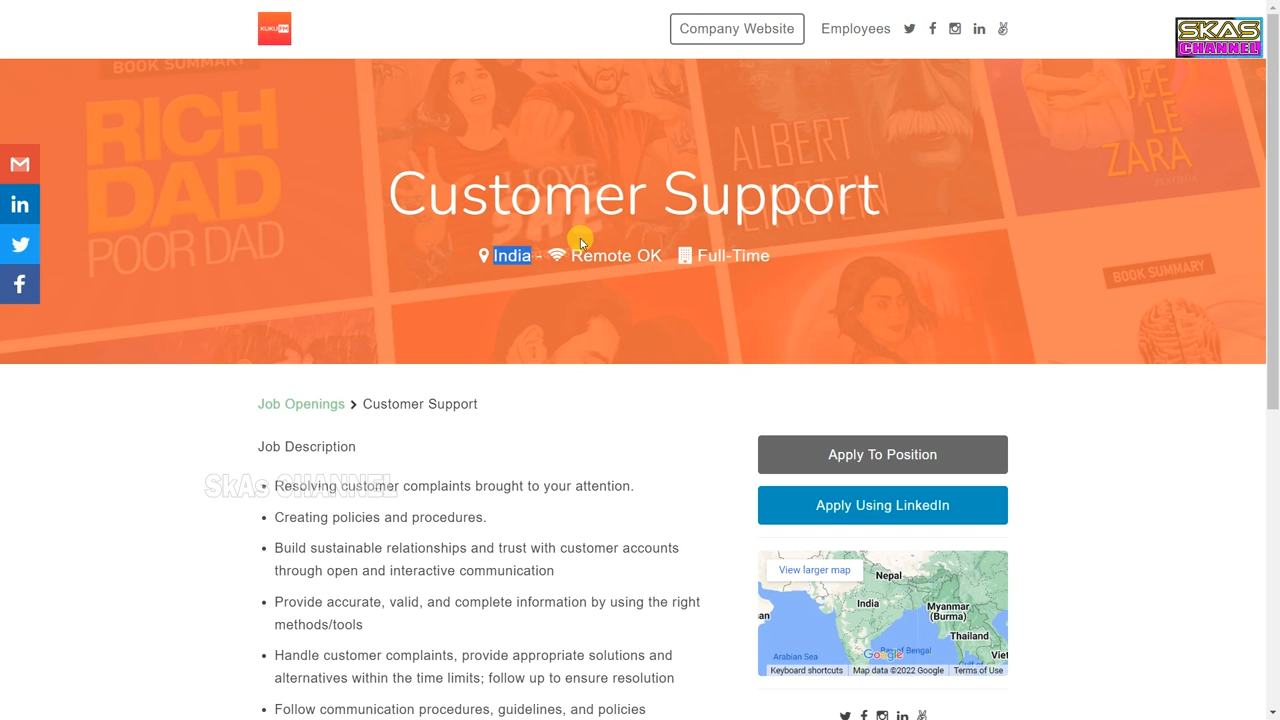 KUKU FM
Company Website
Employees
SKAS
CHANNEL
BOOK SUMMARY
RICH
DAD
POOR DAD
I LOVE
ALBERT
EINSTEIN
JEE
LE
ZARA
BOOK SUMMARY
Customer Support
India - Remote OK Full-Time
Job Openings Customer Support
Job Description
Apply To Position
SkAs CHANNEL
Resolving customer complaints brought to your attention.
Apply Using LinkedIn
Creating policies and procedures.
Build sustainable relationships and trust with customer accounts
through open and interactive communication
View larger map
Nepal
India
Myanmar
(Burma)
Thailand
Arabian Sea
Bay of Bengal
Google
Keyboard shortcuts
Map data ©2022 Google
Terms of Use
Provide accurate, valid, and complete information by using the right
methods/tools
Handle customer complaints, provide appropriate solutions and
alternatives within the time limits; follow up to ensure resolution
Follow communication procedures, guidelines, and policies